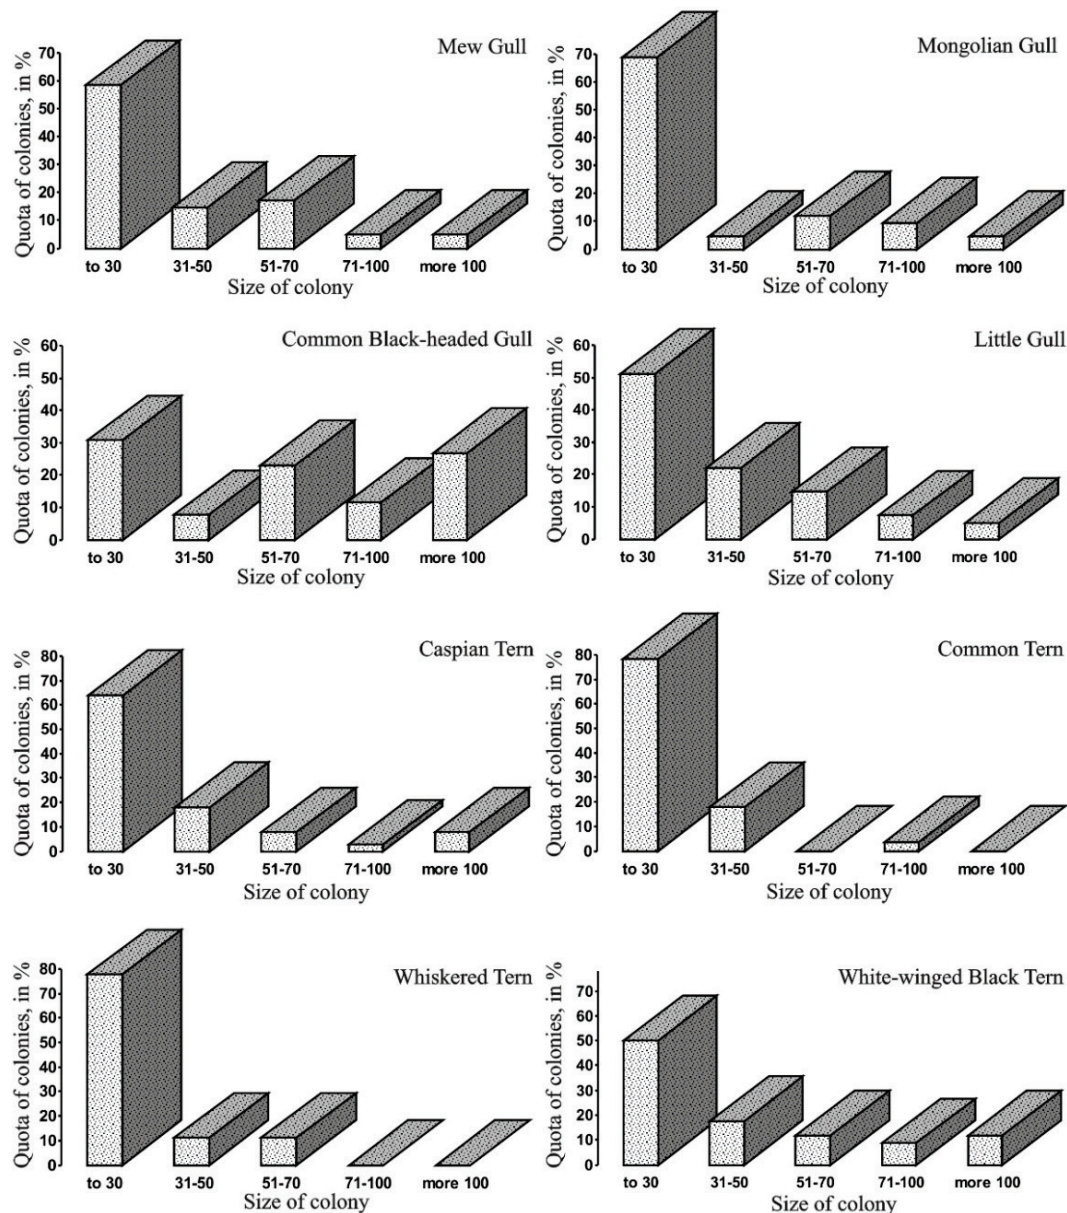 Mew Gull
Quota of colonies, in %
70
60
50
40
30
20
10
0
to 30 31-50 51-70 71-100 more 100
Size of colony
Mongolian Gull
Quota of colonies, in %
70
60
50
40
30
20
10
0
to 30 31-50 51-70 71-100 more 100
Size of colony
Common Black-headed Gull
Quota of colonies, in %
60
50
40
30
20
10
0
to 30 31-50 51-70 71-100 more 100
Size of colony
Little Gull
Quota of colonies, in %
60
50
40
30
20
10
0
to 30 31-50 51-70 71-100 more 100
Size of colony
Caspian Tern
Quota of colonies, in %
80
70
60
50
40
30
20
10
0
to 30 31-50 51-70 71-100 more 100
Size of colony
Common Tern
Quota of colonies, in %
80
70
60
50
40
30
20
10
0
to 30 31-50 51-70 71-100 more 100
Size of colony
Whiskered Tern
Quota of colonies, in %
80
70
60
50
40
30
20
10
0
to 30 31-50 51-70 71-100 more 100
Size of colony
White-winged Black Tern
Quota of colonies, in %
70
60
50
40
30
20
10
0
to 30 31-50 51-70 71-100 more 100
Size of colony